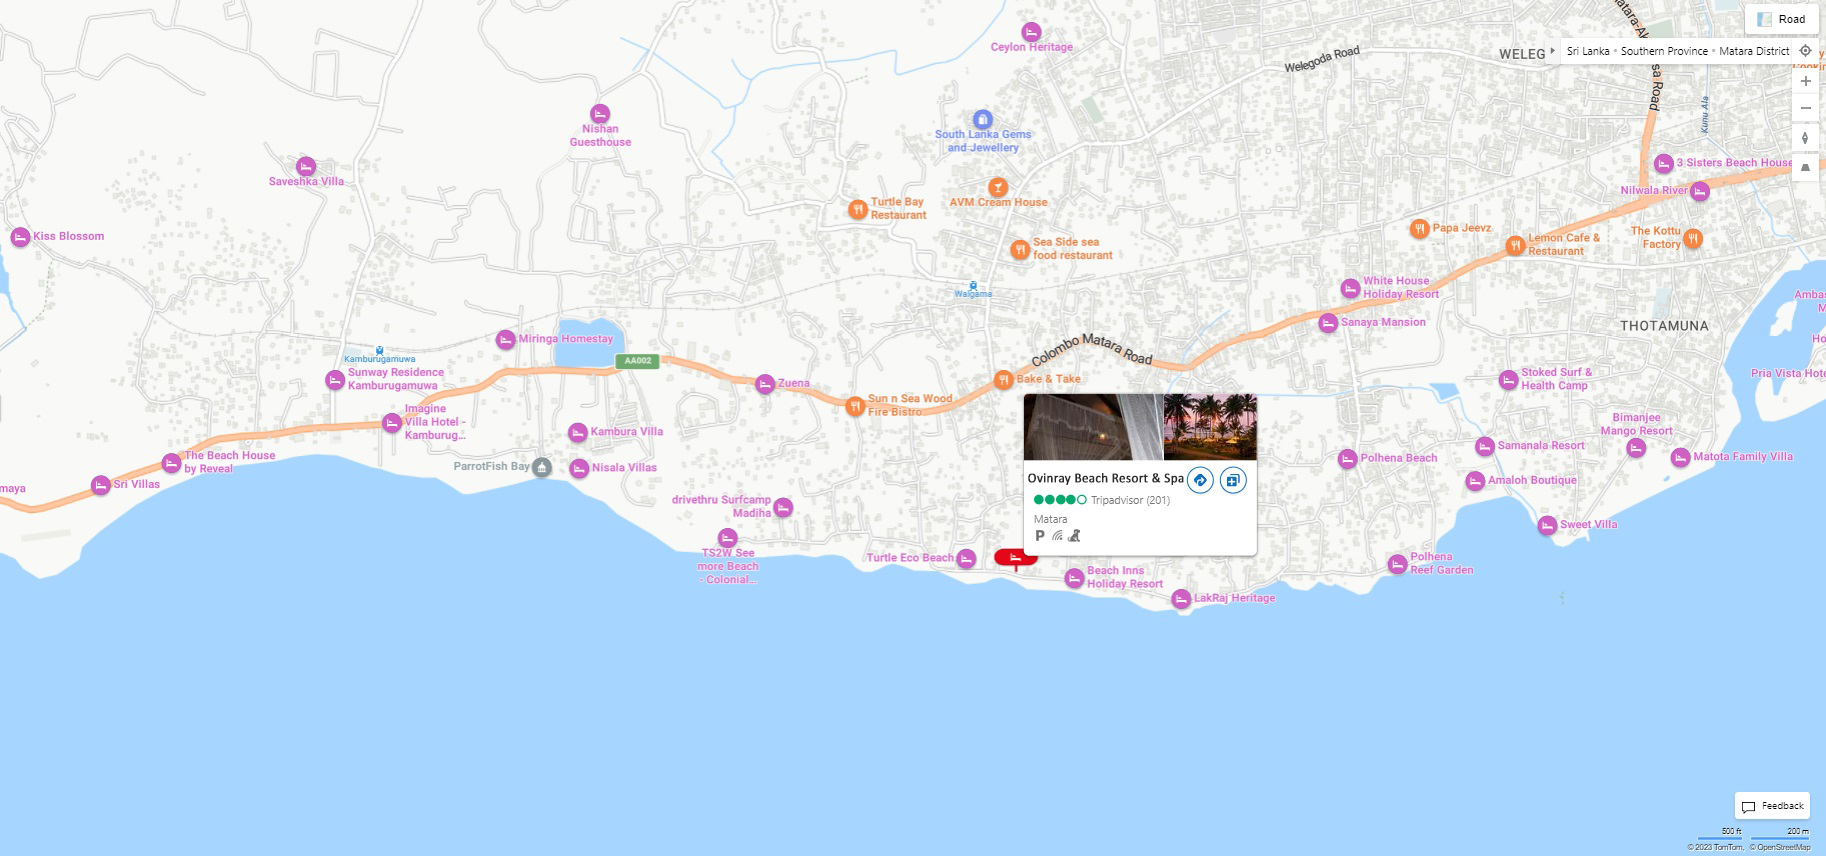 Road
WELEG
Sri Lanka • Southern Province • Matara District
Ceylon Heritage
Welegoda Road
sa Road
Kunu Ala
Nishan
Guesthouse
South Lanka Gems
and Jewellery
Saveshka Villa
3 Sisters Beach House
Nilwala River
AVM Cream House
Turtle Bay
Restaurant
Kiss Blossom
Sea Side sea
food restaurant
Papa Jeevz
Lemon Cafe &
Restaurant
The Kottu
Factory
Walgama
White House
Holiday Resort
Sanaya Mansion
THOTAMUNA
Miringa Homestay
Kamburugamuwa
AA002
Colombo Matara Road
Sunway Residence
Kamburugamuwa
Zuena
Bake & Take
Stoked Surf &
Health Camp
Pria Vista Hote
Sun n Sea Wood
Fire Bistro
Imagine
Villa Hotel -
Kamburug...
Kambura Villa
Bimanjee
Mango Resort
Samanala Resort
Polhena Beach
Matota Family Villa
The Beach House
by Reveal
ParrotFish Bay
Nisala Villas
Ovinray Beach Resort & Spa
Tripadvisor (201)
Matara
P
Amaloh Boutique
maya
Sri Villas
drivethru Surfcamp
Madiha
Sweet Villa
TS2W See
more Beach
- Colonial...
Turtle Eco Beach
Beach Inns
Holiday Resort
Polhena
Reef Garden
LakRaj Heritage
Feedback
500 ft
200 m
© 2023 TomTom, © OpenStreetMap